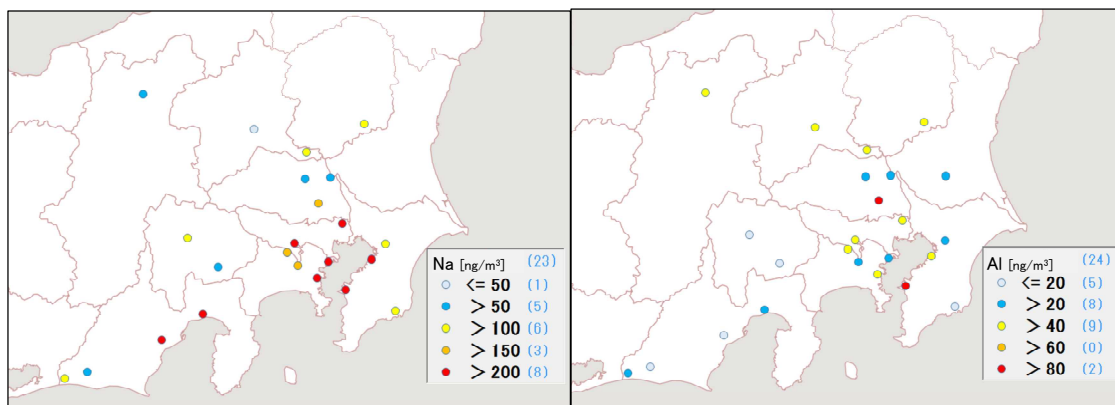 Na [ng/m³] (23)
<= 50 (1)
> 50 (5)
> 100 (6)
> 150 (3)
> 200 (8)
Al [ng/m³] (24)
<= 20 (5)
> 20 (8)
> 40 (9)
> 60 (0)
> 80 (2)